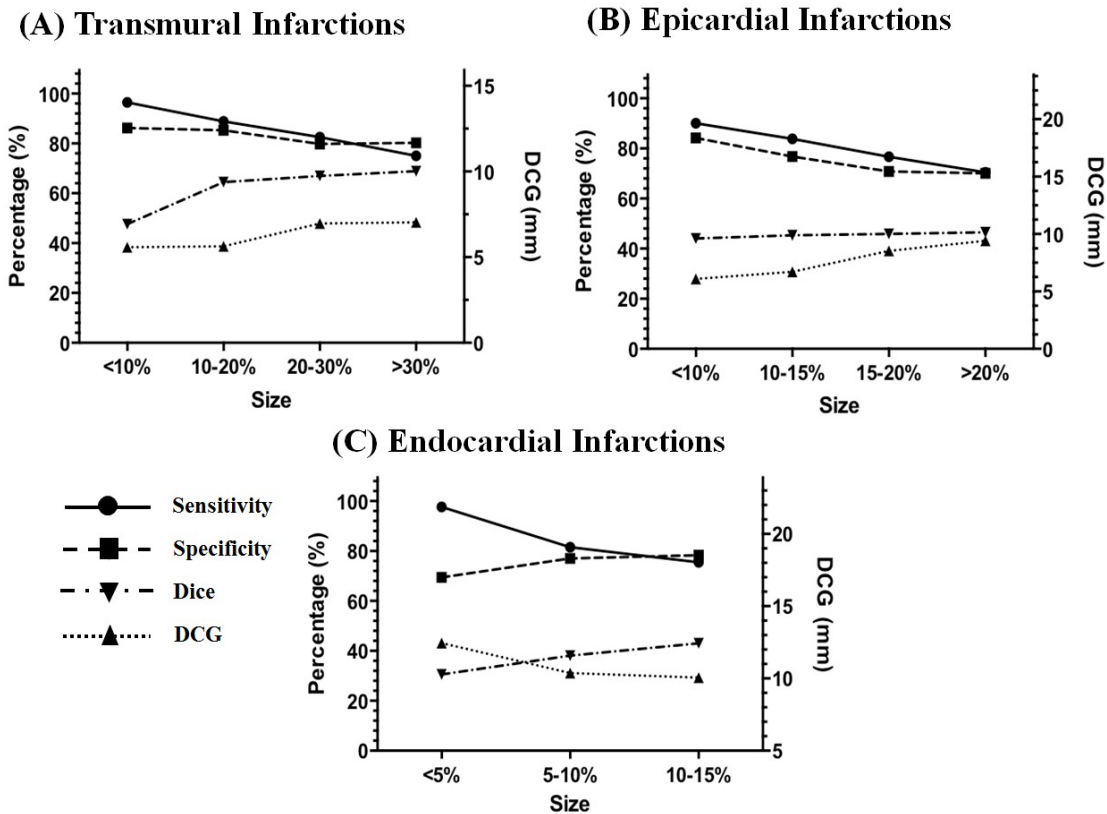 (A) Transmural Infarctions
100
80
60
40
20
0
Percentage (%)
15
10
5
0
DCG (mm)
<10% 10-20% 20-30% >30%
Size
(B) Epicardial Infarctions
100
80
60
40
20
0
Percentage (%)
20
15
10
5
0
DCG (mm)
<10% 10-15% 15-20% >20%
Size
(C) Endocardial Infarctions
Sensitivity
Specificity
Dice
DCG
100
80
60
40
20
0
Percentage (%)
20
15
10
5
DCG (mm)
<5% 5-10% 10-15%
Size